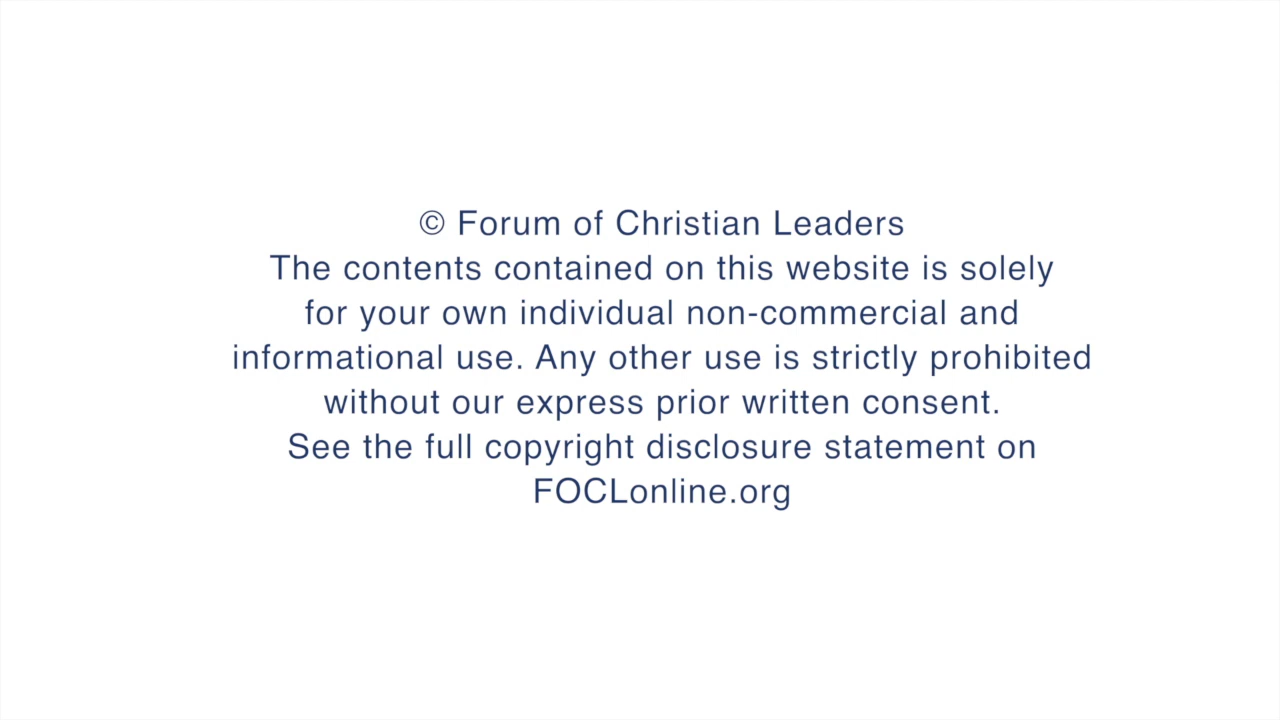 © Forum of Christian Leaders
The contents contained on this website is solely
for your own individual non-commercial and
informational use. Any other use is strictly prohibited
without our express prior written consent.
See the full copyright disclosure statement on
FOCLonline.org